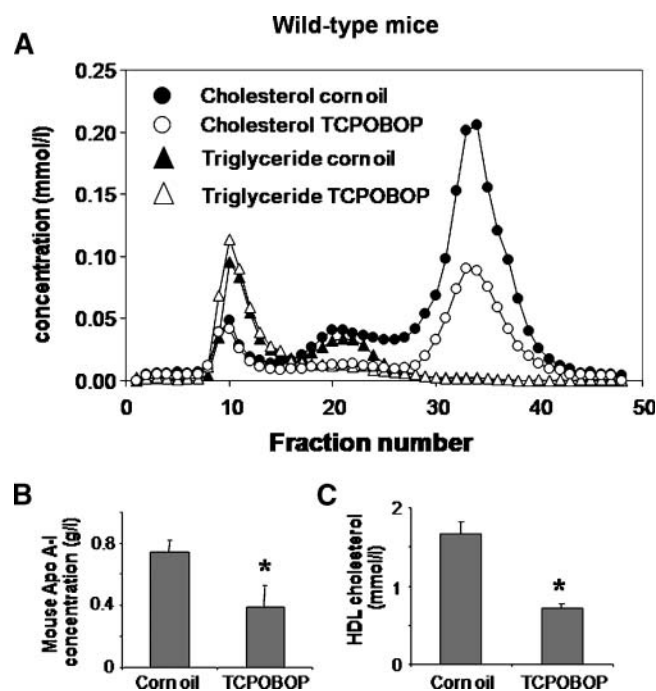 Wild-type mice
A
0.25
0.20
0.15
0.10
0.05
0.00
concentration (mmol/l)
Cholesterol corn oil
Cholesterol TCPOBOP
Triglyceride corn oil
Triglyceride TCPOBOP
0 10 20 30 40 50
Fraction number
B
Mouse Apo A-I
concentration (g/l)
0.8
0.4
0
*
Corn oil TCPOBOP
C
HDL cholesterol
(mmol/l)
2
1
0
*
Corn oil TCPOBOP